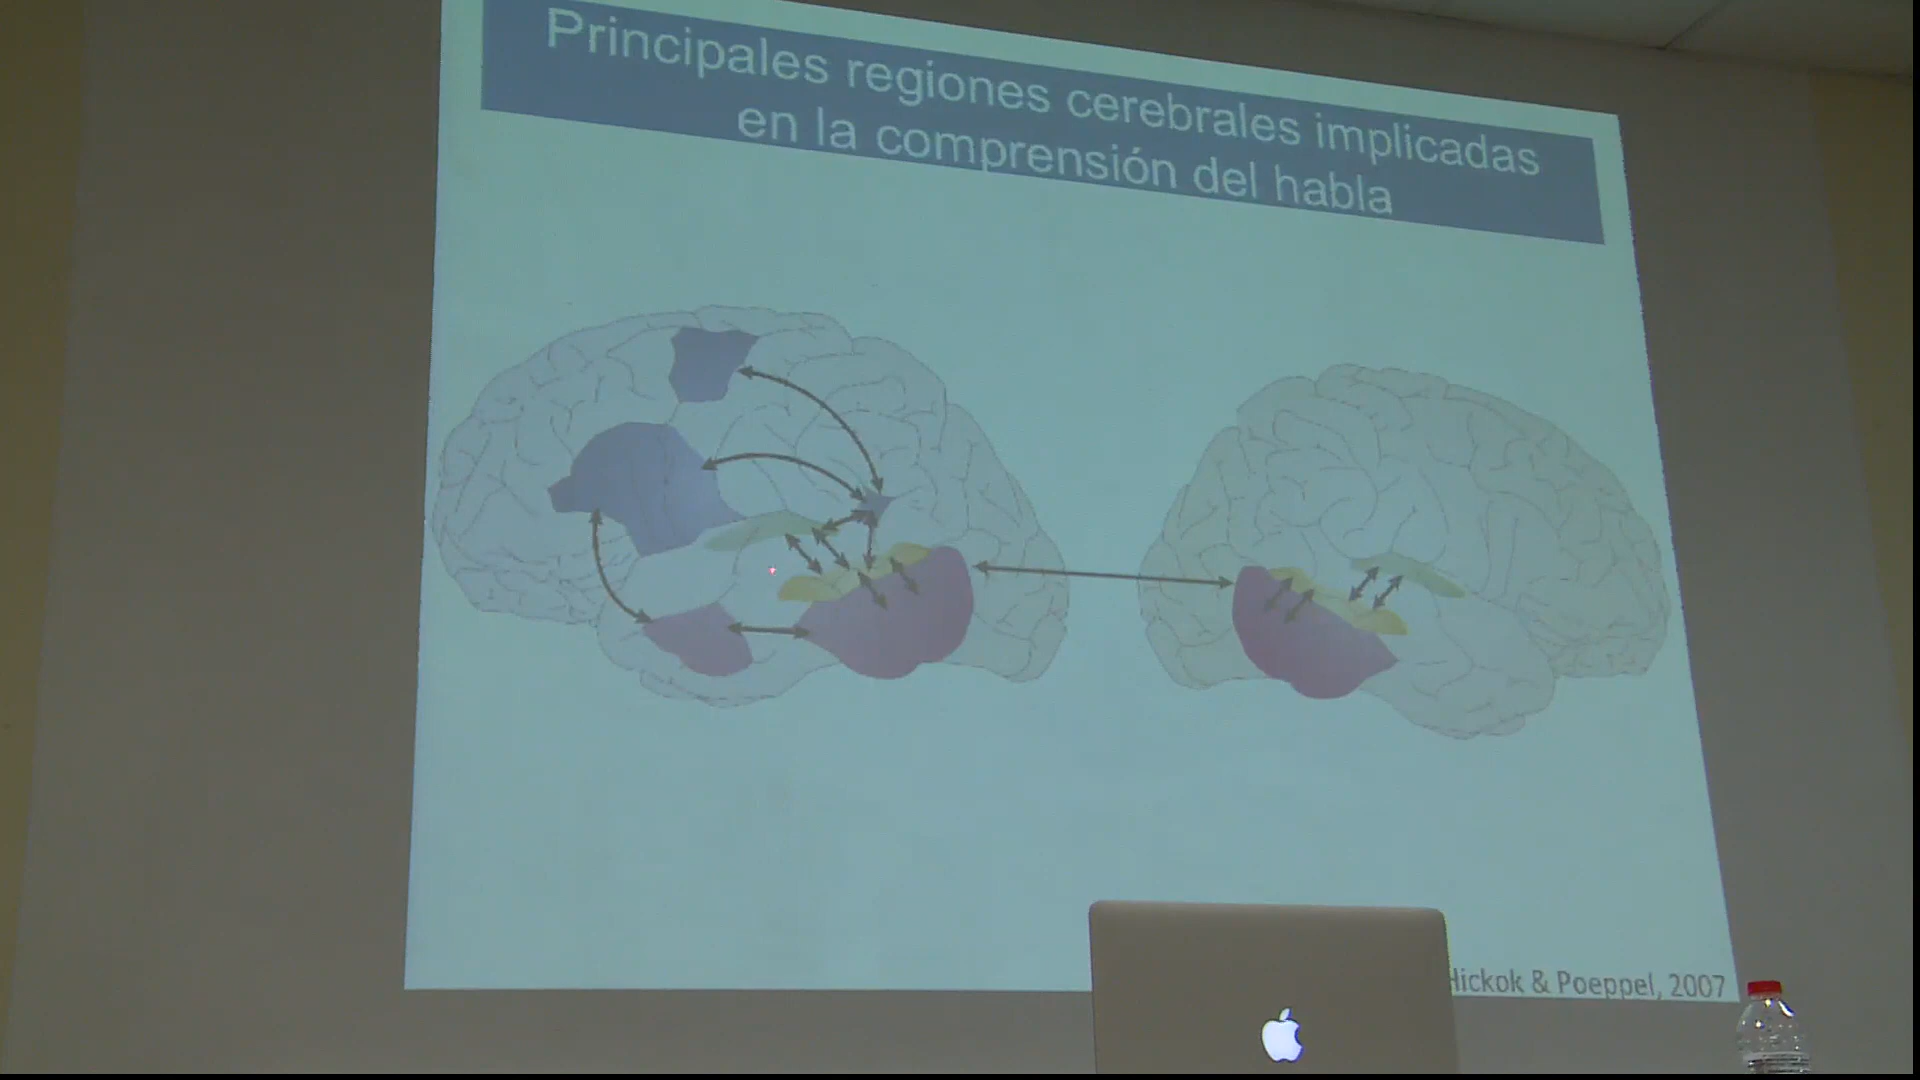 Principales regiones cerebrales implicadas
en la comprensión del habla
Hickok & Poeppel, 2007